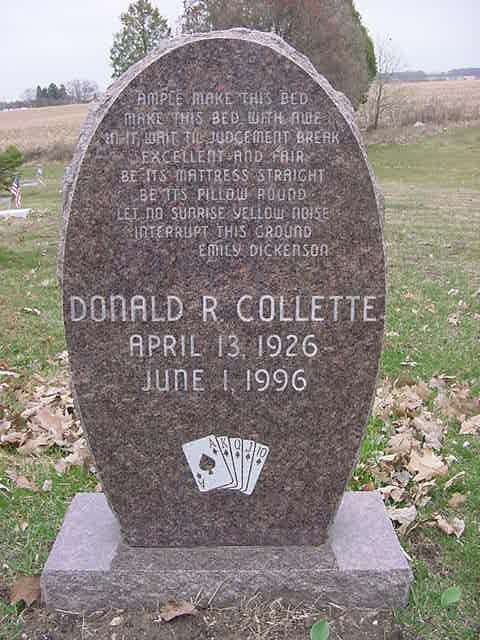 AMPLE MAKE THIS BED
MAKE THIS BED WITH AWE
IN IT WAIT TIL JUDGEMENT BREAK
EXCELLENT AND FAIR
BE ITS MATTRESS STRAIGHT
BE ITS PILLOW ROUND
LET NO SUNRISE YELLOW NOISE
INTERRUPT THIS GROUND
EMILY DICKENSON
DONALD R. COLLETTE
APRIL 13, 1926
JUNE 1, 1996
A K Q J 10
A